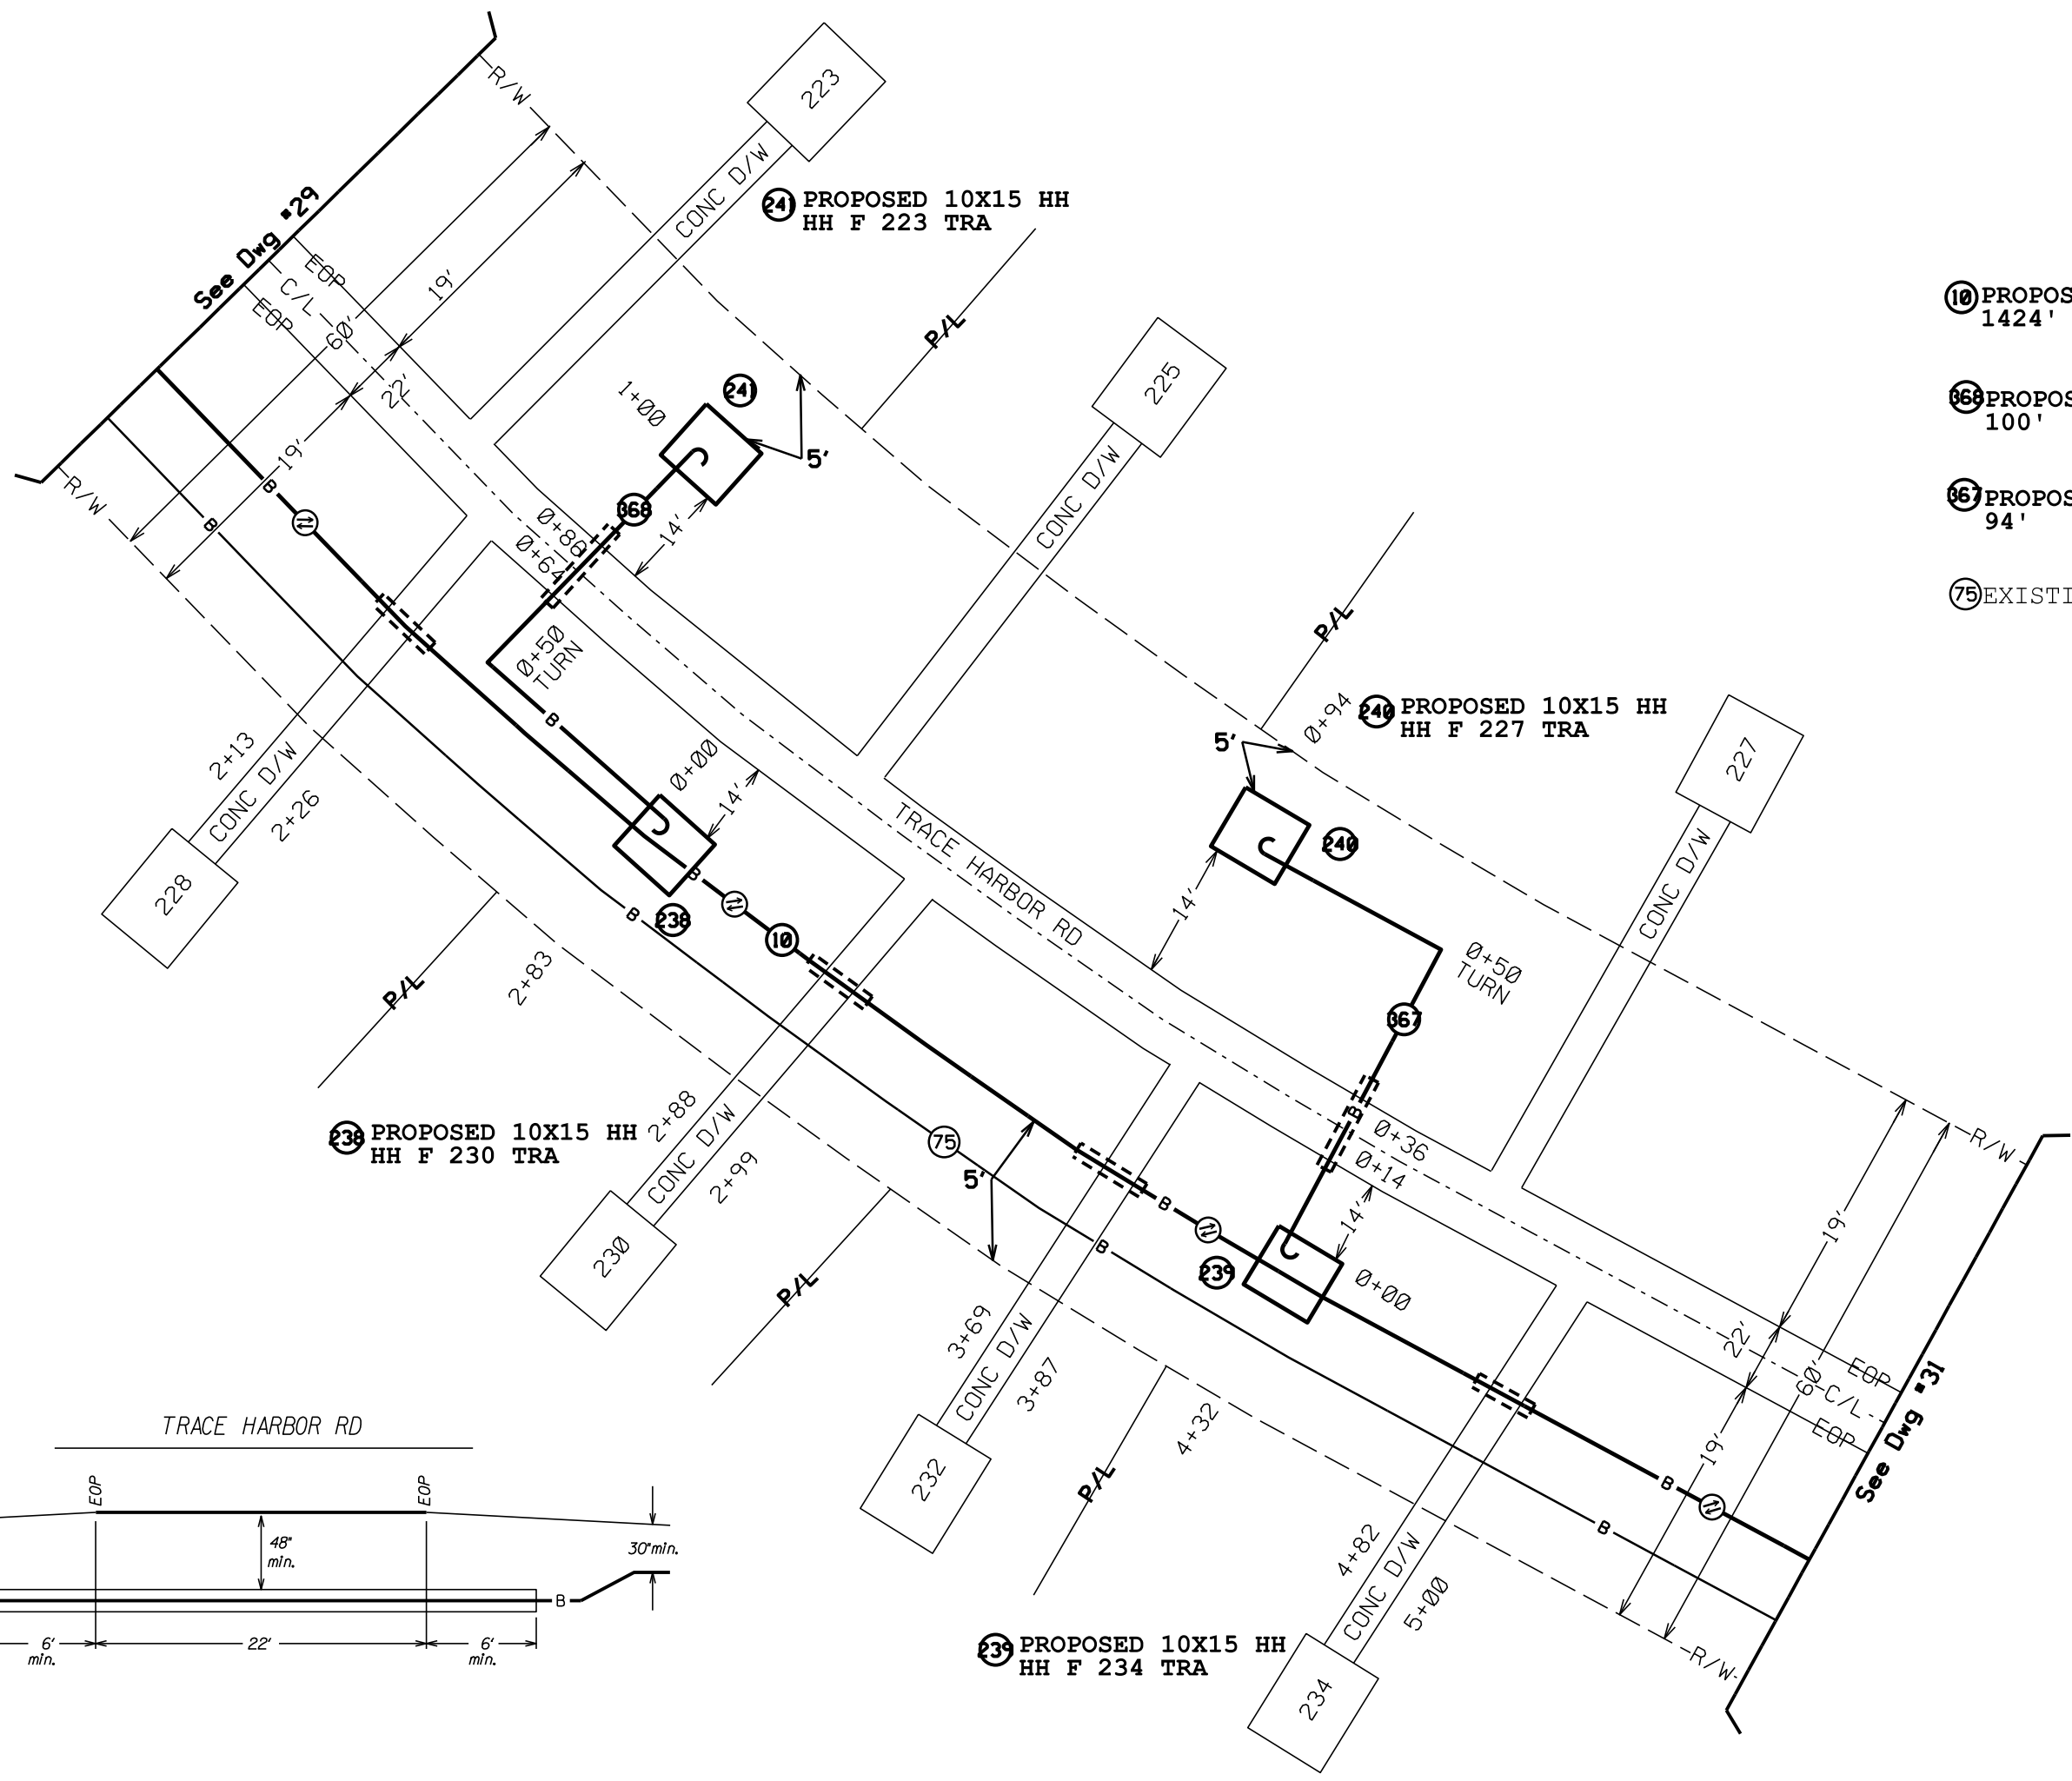 R/W
223
CONC D/W
241 PROPOSED 10X15 HH
HH F 223 TRA
See Dwg #29
EOP
C/L
EOP
60'
19'
22'
19'
R/W
P/L
10 PROPOS
1424'
368 PROPOS
100'
367 PROPOS
94'
75 EXISTI
225
CONC D/W
1+00
241
5'
368
14'
0+86
0+64
B
B
0+50
TURN
B
0+00
14'
P/L
0+94
240 PROPOSED 10X15 HH
HH F 227 TRA
5'
240
14'
227
CONC D/W
2+13
CONC D/W
2+26
228
TRACE HARBOR RD
B
B
238
10
0+50
TURN
367
P/L
2+83
238 PROPOSED 10X15 HH
HH F 230 TRA
2+88
CONC D/W
2+99
230
75
5'
B
0+36
0+14
14'
B
B
239
0+00
P/L
3+69
CONC D/W
3+87
232
R/W
19'
22'
60'
19'
EOP
C/L
EOP
See Dwg #31
P/L
4+32
4+82
CONC D/W
5+00
234
B
B
R/W
239 PROPOSED 10X15 HH
HH F 234 TRA
TRACE HARBOR RD
EOP
EOP
48"
min.
30"min.
B
6'
min.
22'
6'
min.